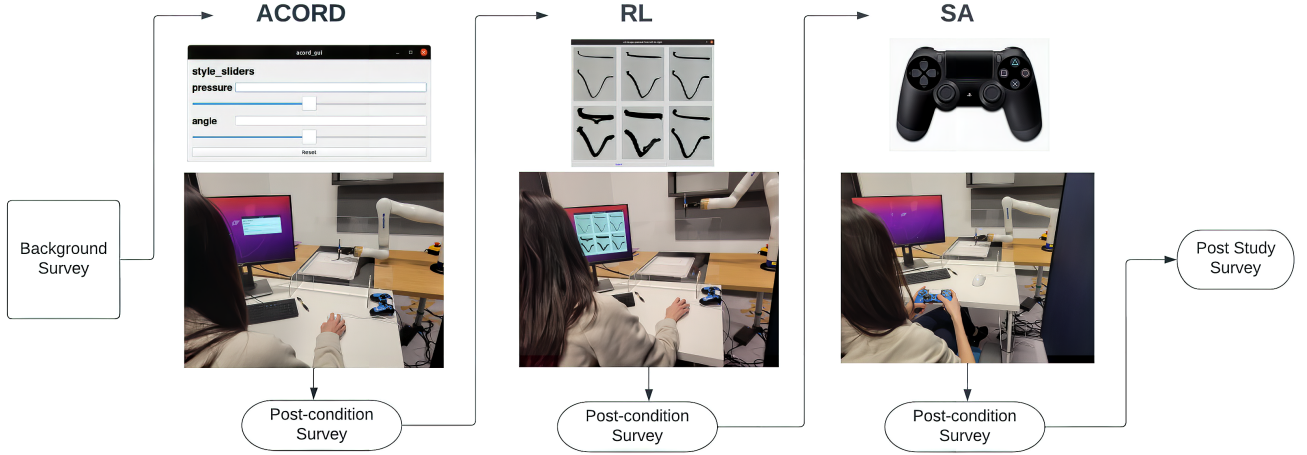 ACORD
RL
SA
acord_gui
style_sliders
pressure
angle
Reset
Background
Survey
Post-condition
Survey
Post-condition
Survey
Post-condition
Survey
Post Study
Survey